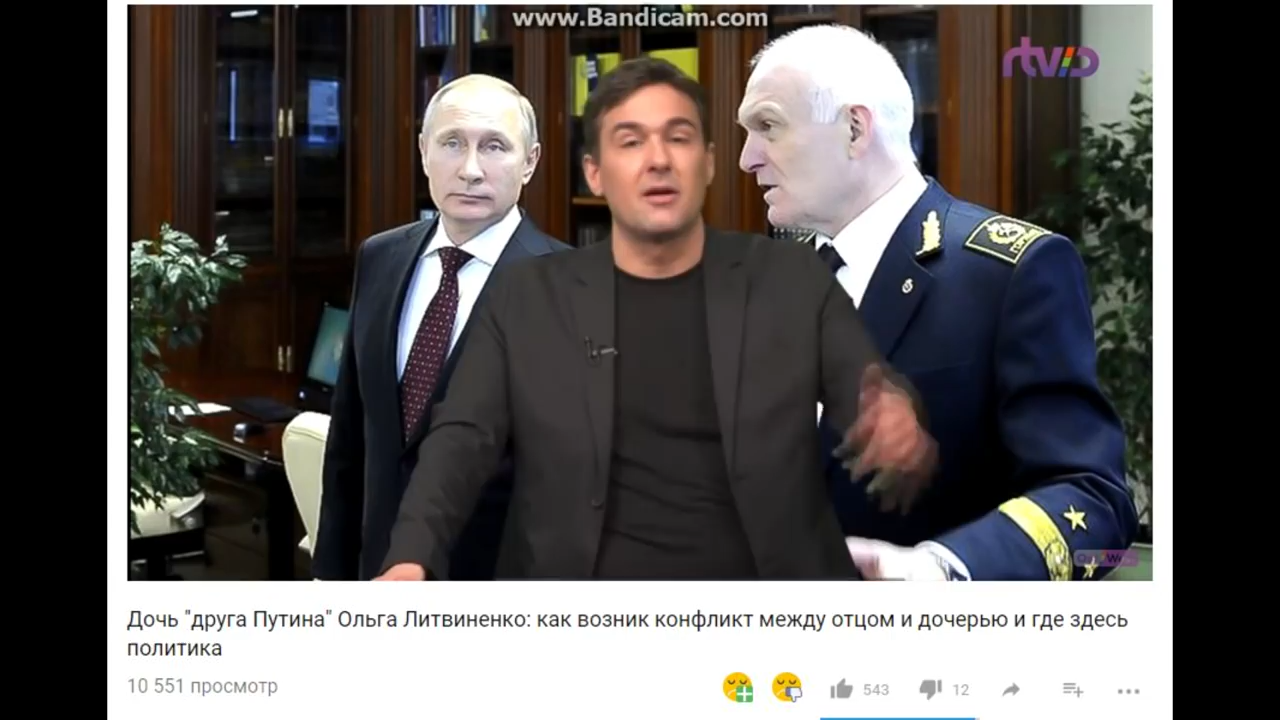 www.Bandicam.com
rtvi
ГОРНЫЙ
Дочь "друга Путина" Ольга Литвиненко: как возник конфликт между отцом и дочерью и где здесь
политика
10 551 просмотр
543
12